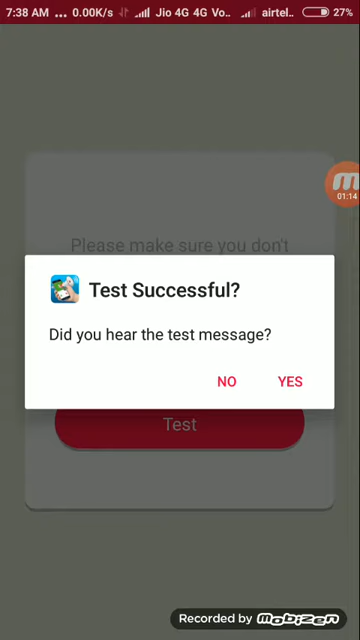 7:38 AM ... 0.00K/s Jio 4G 4G Vo.. airtel.. 27%
01:14
Please make sure you don't
Test Successful?
Did you hear the test message?
NO YES
Test
Recorded by mobizen